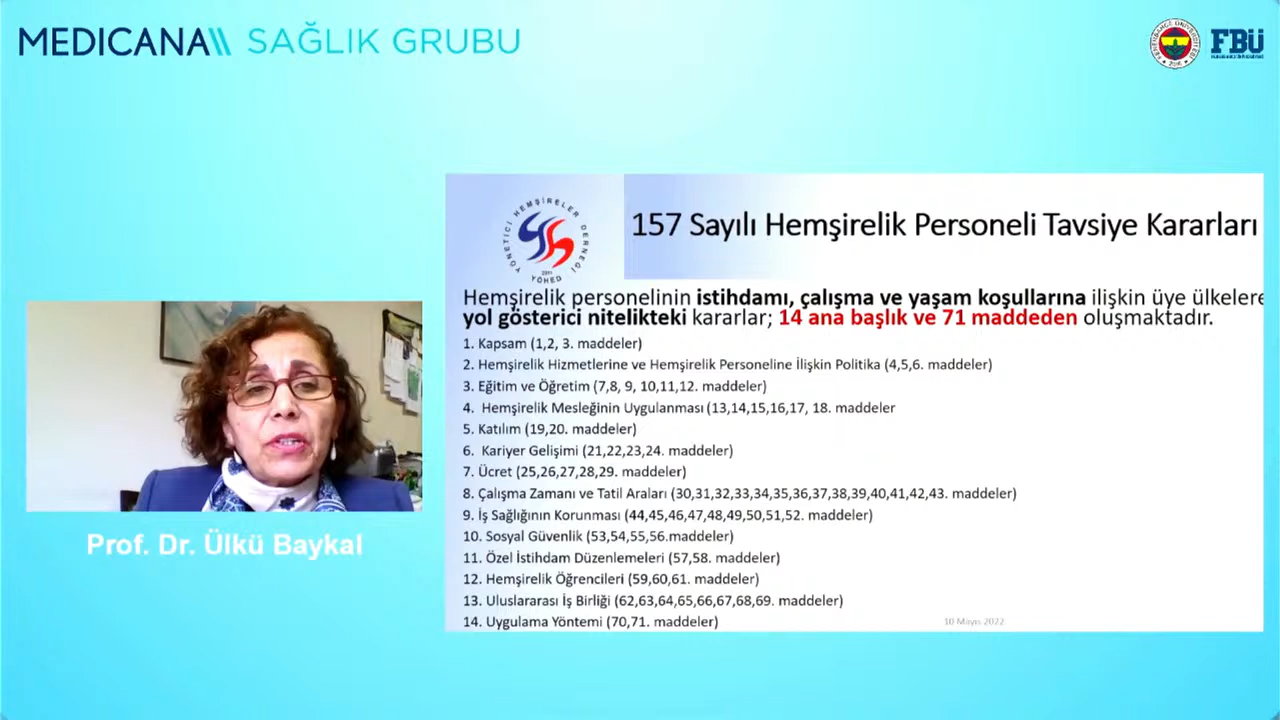 MEDICANA SAĞLIK GRUBU
FBÜ
YÖNETİCİ HEMŞİRELER DERNEĞİ
YÖHED
157 Sayılı Hemşirelik Personeli Tavsiye Kararları
Hemşirelik personelinin istihdamı, çalışma ve yaşam koşullarına ilişkin üye ülkelere
yol gösterici nitelikteki kararlar; 14 ana başlık ve 71 maddeden oluşmaktadır.
1. Kapsam (1,2, 3. maddeler)
2. Hemşirelik Hizmetlerine ve Hemşirelik Personeline İlişkin Politika (4,5,6. maddeler)
3. Eğitim ve Öğretim (7,8, 9, 10,11,12. maddeler)
4. Hemşirelik Mesleğinin Uygulanması (13,14,15,16,17, 18. maddeler
5. Katılım (19,20. maddeler)
6. Kariyer Gelişimi (21,22,23,24. maddeler)
7. Ücret (25,26,27,28,29. maddeler)
8. Çalışma Zamanı ve Tatil Araları (30,31,32,33,34,35,36,37,38,39,40,41,42,43. maddeler)
9. İş Sağlığının Korunması (44,45,46,47,48,49,50,51,52. maddeler)
10. Sosyal Güvenlik (53,54,55,56.maddeler)
11. Özel İstihdam Düzenlemeleri (57,58. maddeler)
12. Hemşirelik Öğrencileri (59,60,61. maddeler)
13. Uluslararası İş Birliği (62,63,64,65,66,67,68,69. maddeler)
14. Uygulama Yöntemi (70,71. maddeler)
10 Mayıs 2022
Prof. Dr. Ülkü Baykal